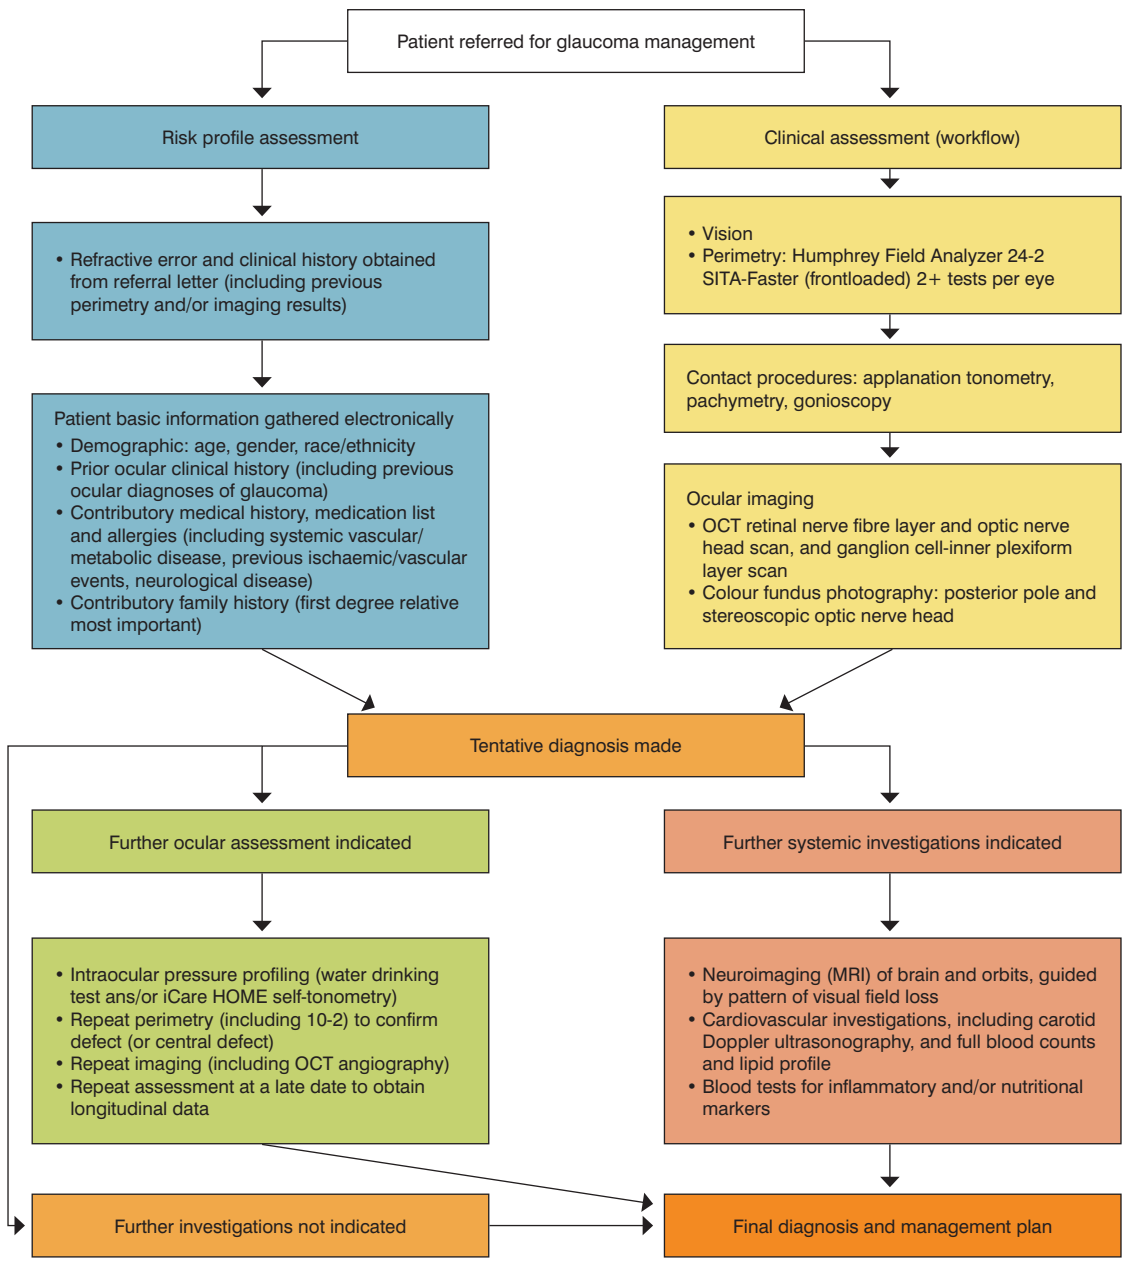 Patient referred for glaucoma management
Risk profile assessment
• Refractive error and clinical history obtained
from referral letter (including previous
perimetry and/or imaging results)
Patient basic information gathered electronically
• Demographic: age, gender, race/ethnicity
• Prior ocular clinical history (including previous
ocular diagnoses of glaucoma)
• Contributory medical history, medication list
and allergies (including systemic vascular/
metabolic disease, previous ischaemic/vascular
events, neurological disease)
• Contributory family history (first degree relative
most important)
Clinical assessment (workflow)
• Vision
• Perimetry: Humphrey Field Analyzer 24-2
SITA-Faster (frontloaded) 2+ tests per eye
Contact procedures: applanation tonometry,
pachymetry, gonioscopy
Ocular imaging
• OCT retinal nerve fibre layer and optic nerve
head scan, and ganglion cell-inner plexiform
layer scan
• Colour fundus photography: posterior pole and
stereoscopic optic nerve head
Tentative diagnosis made
Further ocular assessment indicated
• Intraocular pressure profiling (water drinking
test ans/or iCare HOME self-tonometry)
• Repeat perimetry (including 10-2) to confirm
defect (or central defect)
• Repeat imaging (including OCT angiography)
• Repeat assessment at a late date to obtain
longitudinal data
Further systemic investigations indicated
• Neuroimaging (MRI) of brain and orbits, guided
by pattern of visual field loss
• Cardiovascular investigations, including carotid
Doppler ultrasonography, and full blood counts
and lipid profile
• Blood tests for inflammatory and/or nutritional
markers
Further investigations not indicated
Final diagnosis and management plan